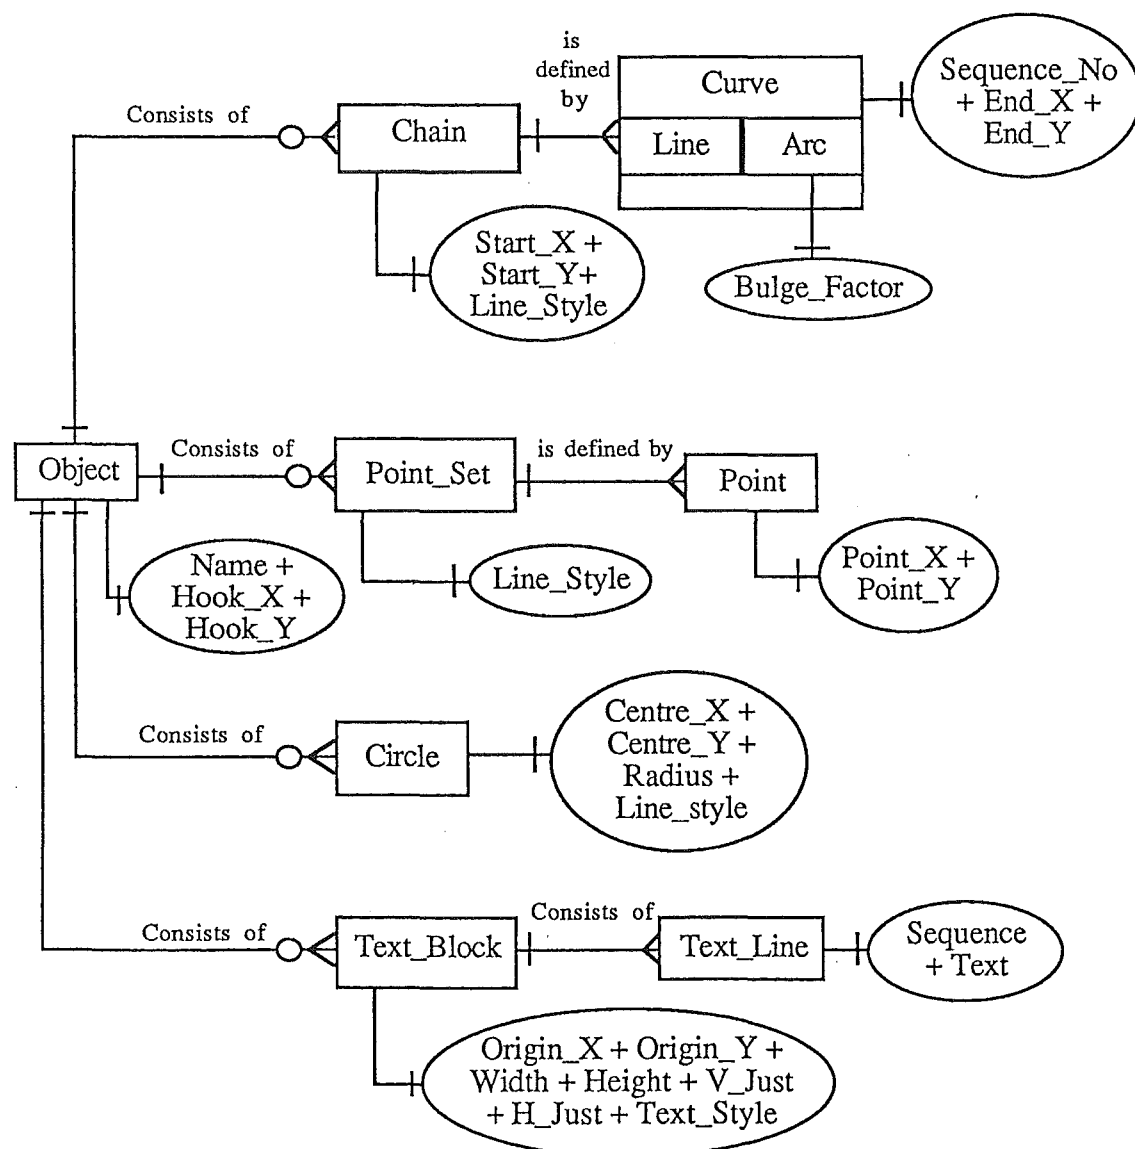 is
defined
by
Consists of
Chain
Curve
Line
Arc
Sequence_No
+ End_X +
End_Y
Start_X +
Start_Y+
Line_Style
Bulge_Factor
Object
Consists of
Point_Set
is defined by
Point
Name +
Hook_X +
Hook_Y
Line_Style
Point_X +
Point_Y
Consists of
Circle
Centre_X +
Centre_Y +
Radius +
Line_style
Consists of
Text_Block
Consists of
Text_Line
Sequence
+ Text
Origin_X + Origin_Y +
Width + Height + V_Just
+ H_Just + Text_Style